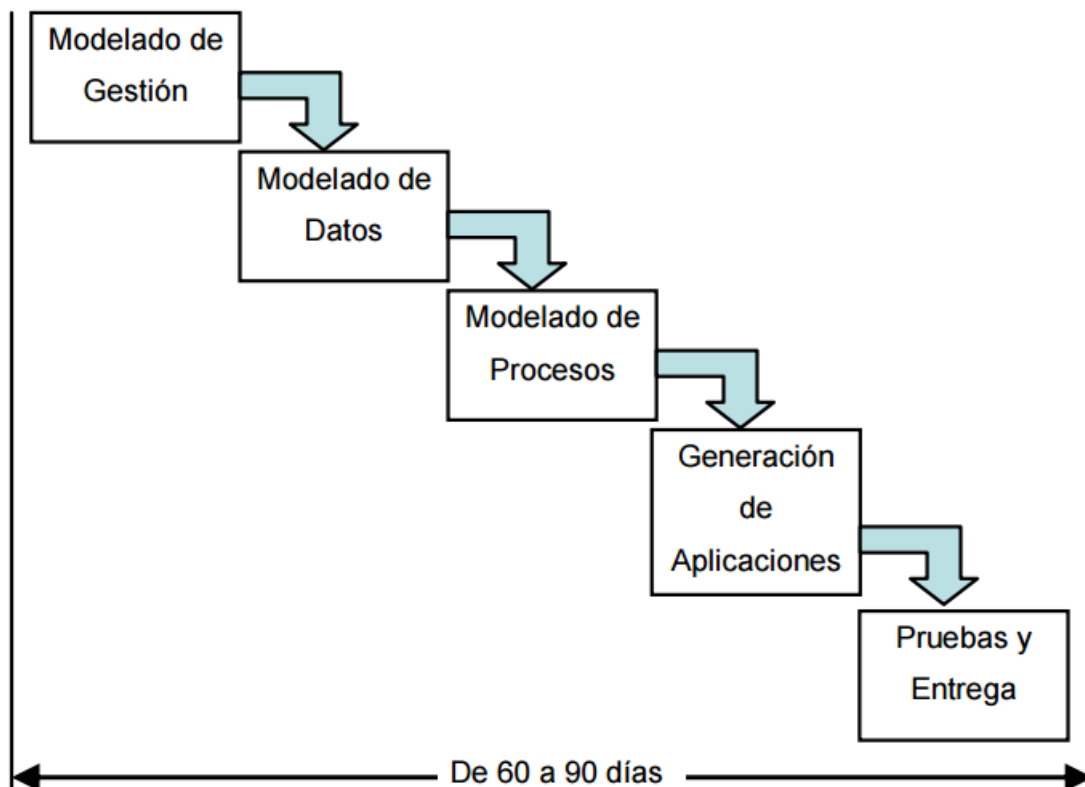 Modelado de
Gestión
Modelado de
Datos
Modelado de
Procesos
Generación
de
Aplicaciones
Pruebas y
Entrega
De 60 a 90 días